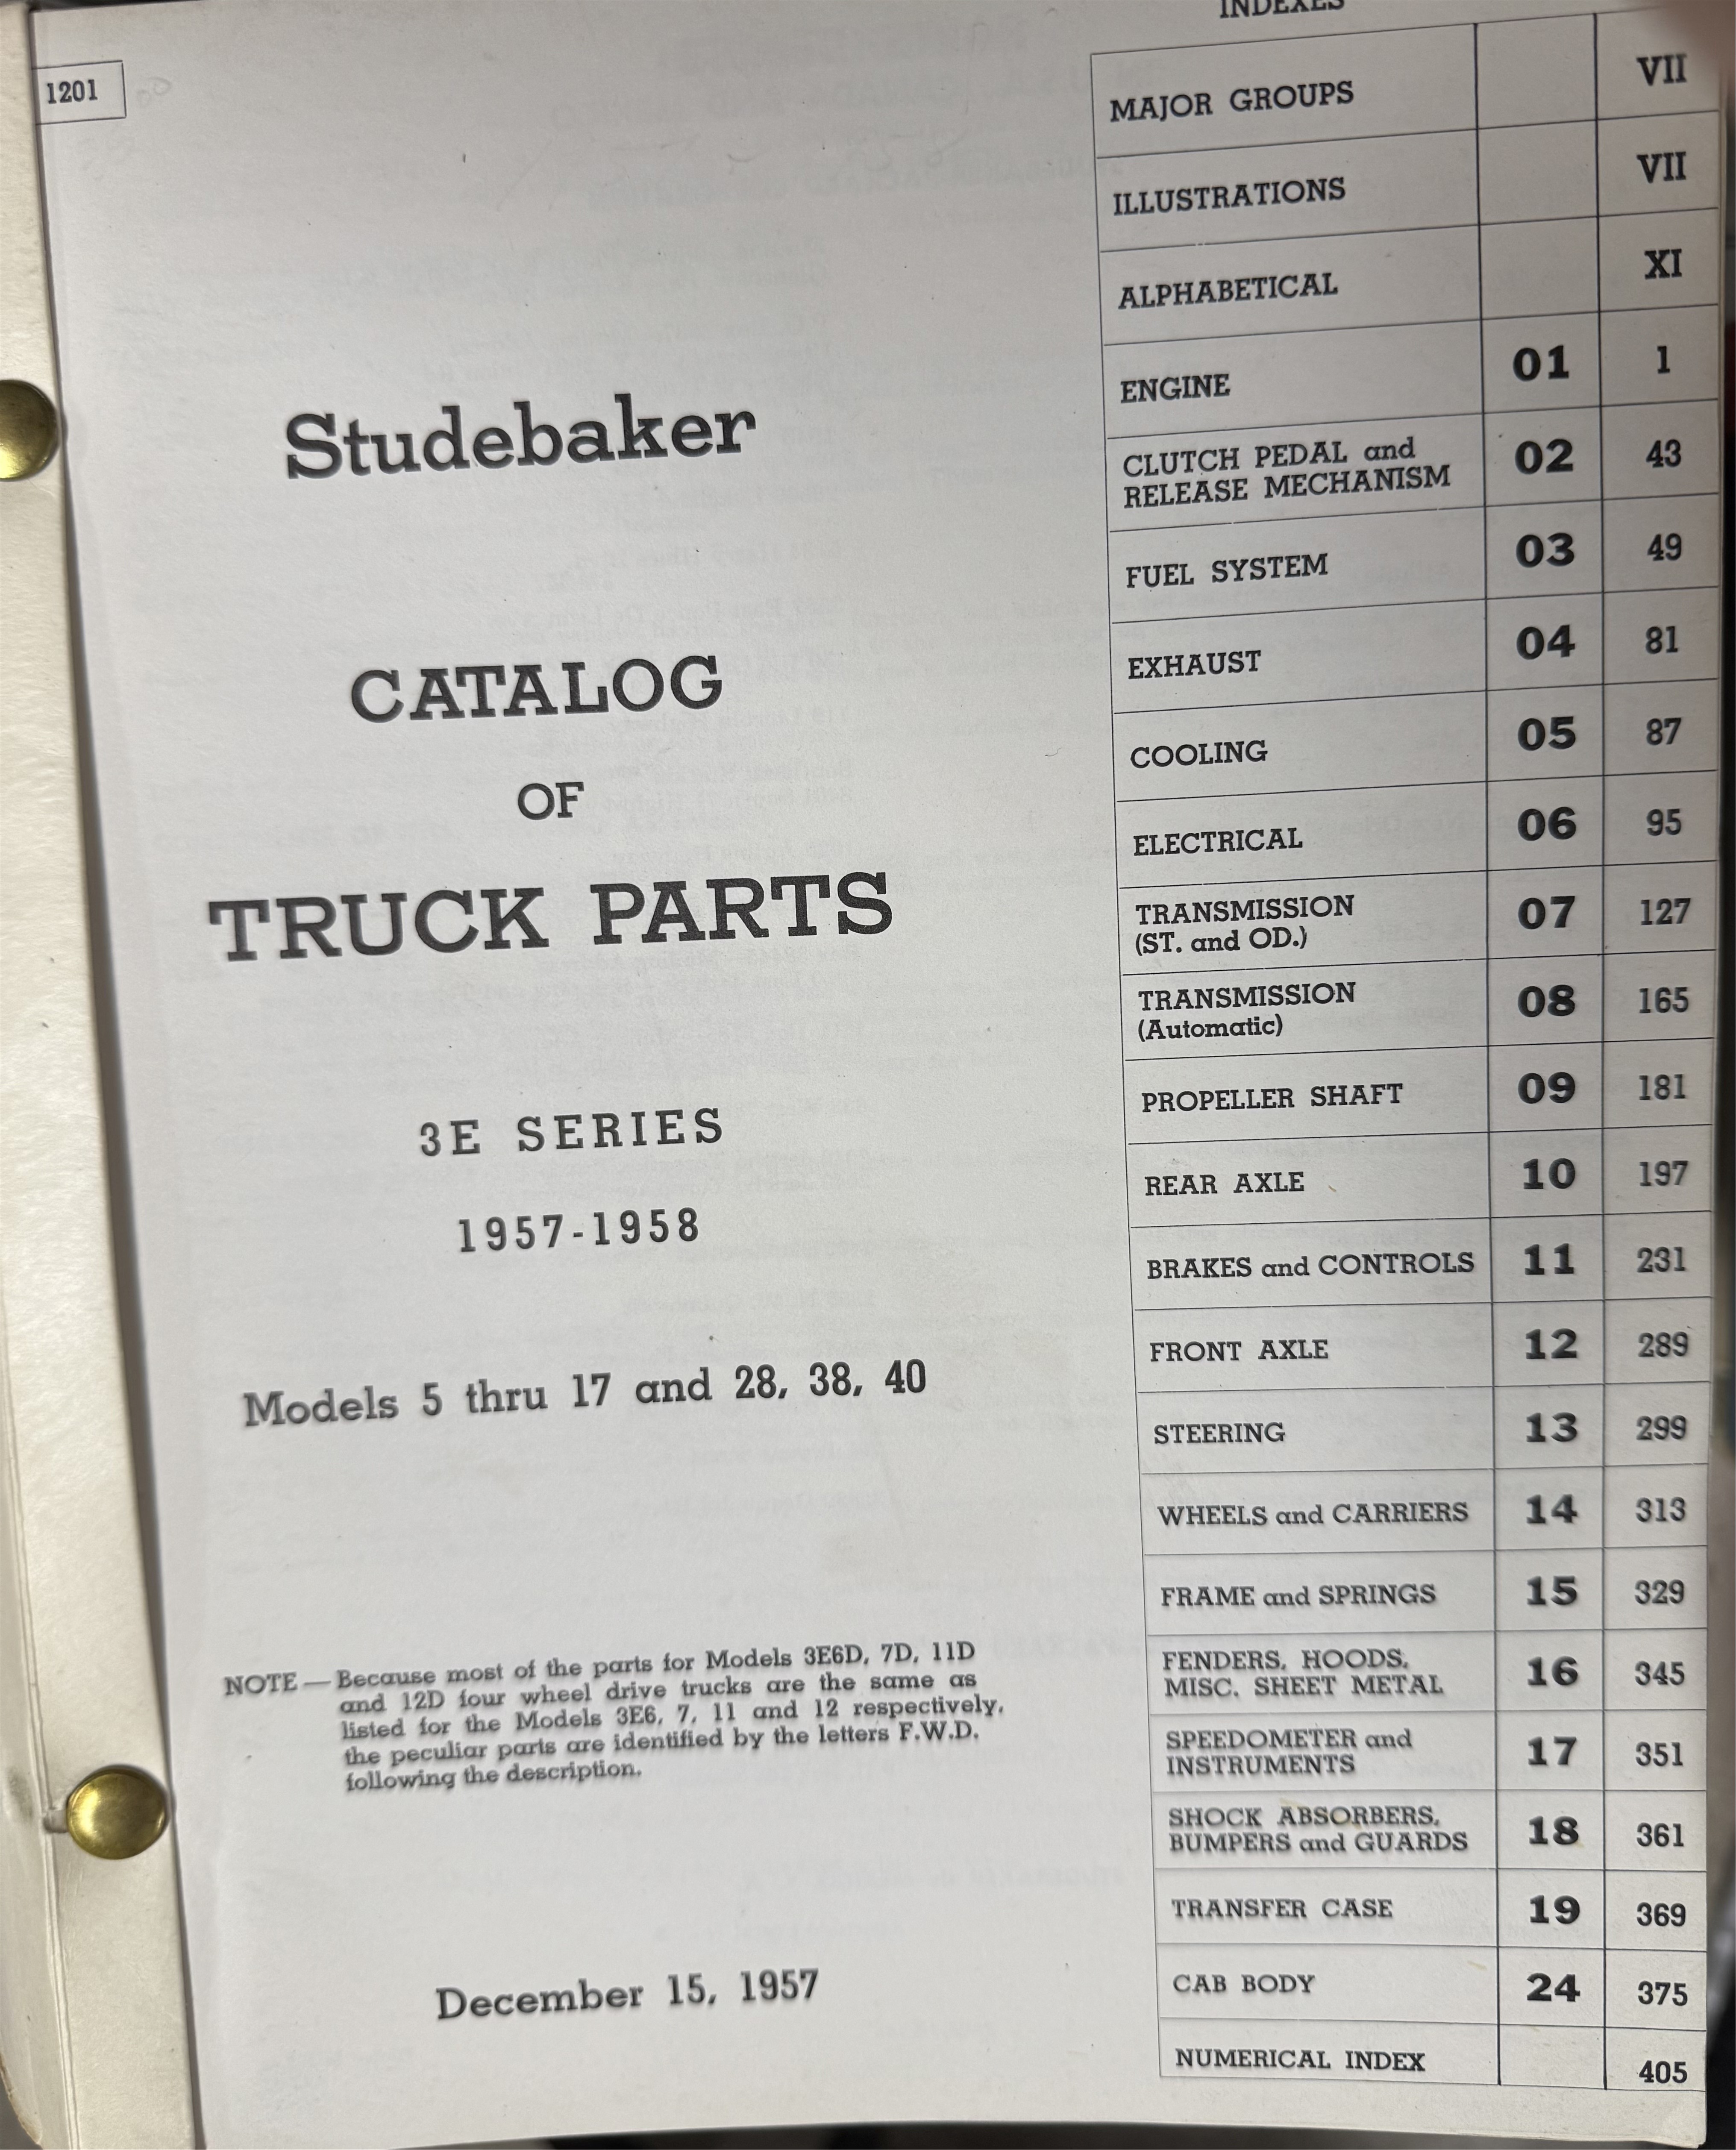 1201
Studebaker
CATALOG
OF
TRUCK PARTS
3E SERIES
1957-1958
Models 5 thru 17 and 28, 38, 40
NOTE — Because most of the parts for Models 3E6D, 7D, 11D
and 12D four wheel drive trucks are the same as
listed for the Models 3E6, 7, 11 and 12 respectively,
the peculiar parts are identified by the letters F.W.D.
following the description.
December 15, 1957
INDEXES
MAJOR GROUPS VII
ILLUSTRATIONS VII
ALPHABETICAL XI
ENGINE 01 1
CLUTCH PEDAL and
RELEASE MECHANISM 02 43
FUEL SYSTEM 03 49
EXHAUST 04 81
COOLING 05 87
ELECTRICAL 06 95
TRANSMISSION
(ST. and OD.) 07 127
TRANSMISSION
(Automatic) 08 165
PROPELLER SHAFT 09 181
REAR AXLE 10 197
BRAKES and CONTROLS 11 231
FRONT AXLE 12 289
STEERING 13 299
WHEELS and CARRIERS 14 313
FRAME and SPRINGS 15 329
FENDERS, HOODS,
MISC. SHEET METAL 16 345
SPEEDOMETER and
INSTRUMENTS 17 351
SHOCK ABSORBERS,
BUMPERS and GUARDS 18 361
TRANSFER CASE 19 369
CAB BODY 24 375
NUMERICAL INDEX 405